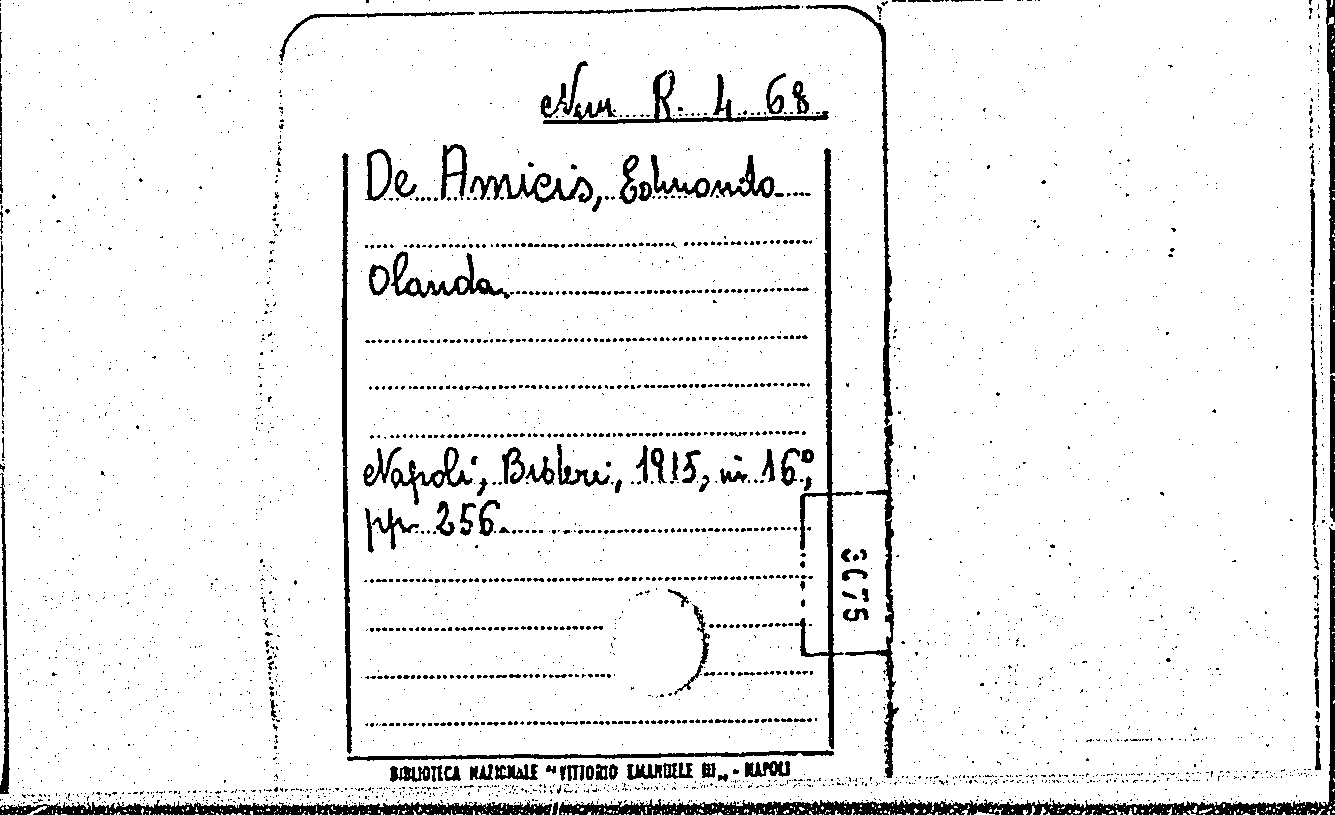 Nun R. 4. 68.
De Amicis, Edmondo
Olanda.
Napoli, Bideri, 1915, in 16°,
pp. 256.
3075
BIBLIOTECA NAZIONALE "VITTORIO EMANUELE III" - NAPOLI